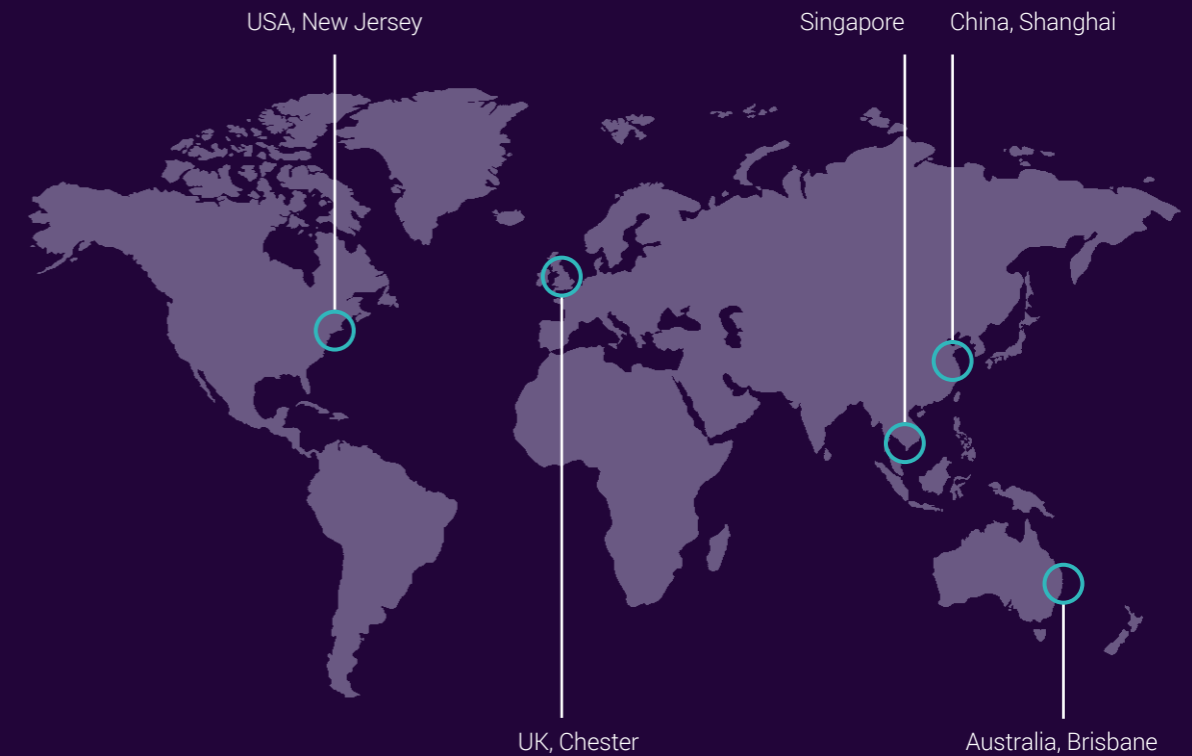 USA, New Jersey
Singapore
China, Shanghai
UK, Chester
Australia, Brisbane